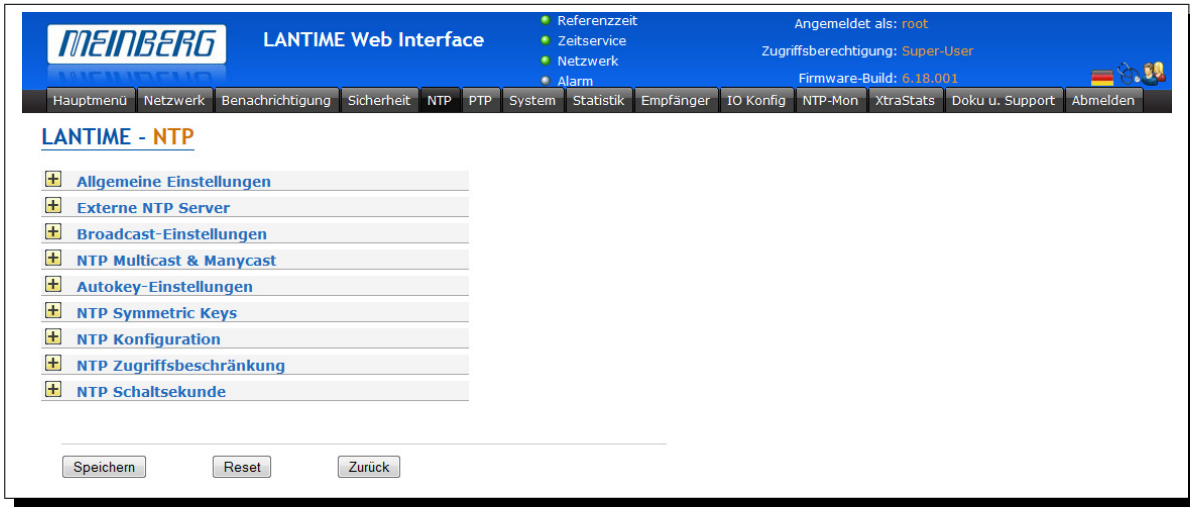 MEINBERG
LANTIME Web Interface
Referenzzeit
Zeitservice
Netzwerk
Alarm
Angemeldet als: root
Zugriffsberechtigung: Super-User
Firmware-Build: 6.18.001
Hauptmenü Netzwerk Benachrichtigung Sicherheit NTP PTP System Statistik Empfänger IO Konfig NTP-Mon XtraStats Doku u. Support Abmelden
LANTIME - NTP
Allgemeine Einstellungen
Externe NTP Server
Broadcast-Einstellungen
NTP Multicast & Manycast
Autokey-Einstellungen
NTP Symmetric Keys
NTP Konfiguration
NTP Zugriffsbeschränkung
NTP Schaltsekunde
Speichern Reset Zurück